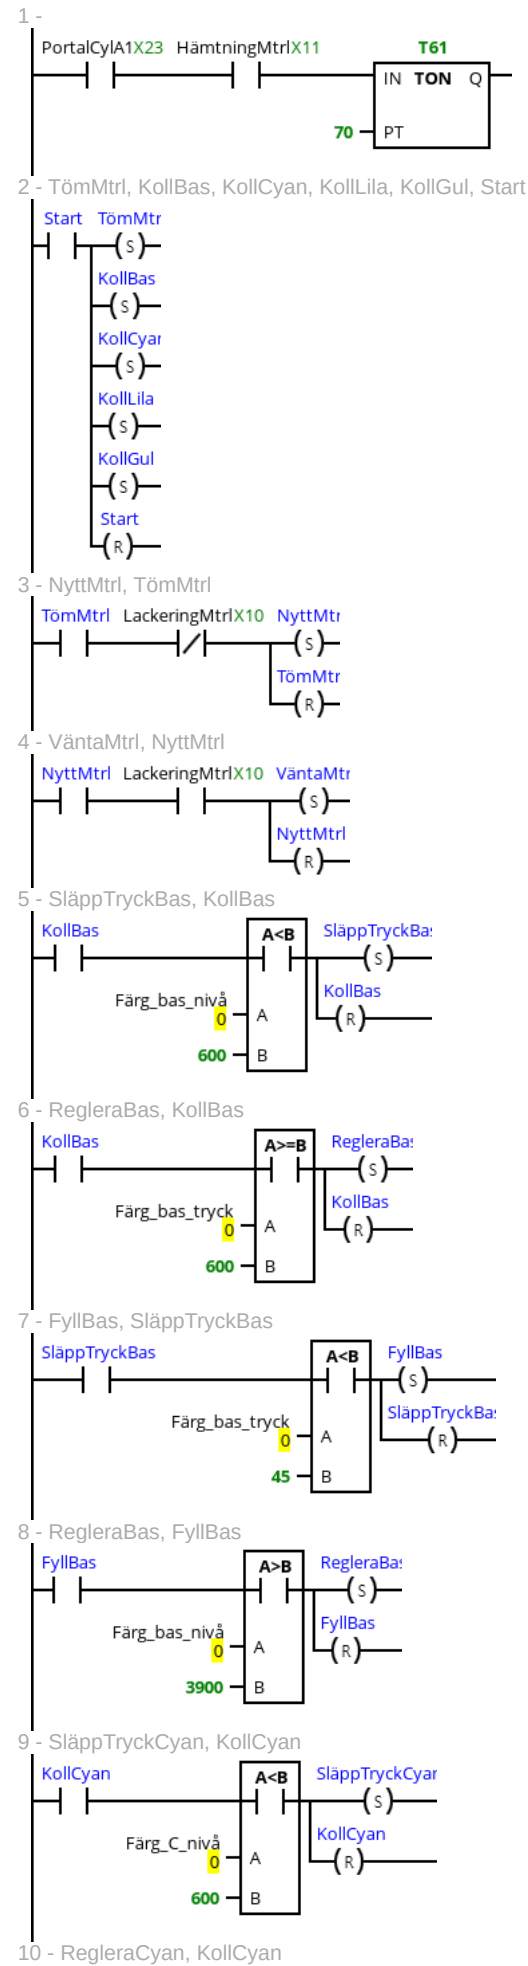 1 -
PortalCylA1X23 HämtningMtrlX11 T61
IN TON Q
70 PT
2 - TömMtrl, KollBas, KollCyan, KollLila, KollGul, Start
Start TömMtr
S
KollBas
S
KollCyar
S
KollLila
S
KollGul
S
Start
R
3 - NyttMtrl, TömMtrl
TömMtrl LackeringMtrlX10 NyttMtr
S
TömMtr
R
4 - VäntaMtrl, NyttMtrl
NyttMtrl LackeringMtrlX10 VäntaMtr
S
NyttMtrl
R
5 - SläppTryckBas, KollBas
KollBas A<B SläppTryckBas
S
Färg_bas_nivå KollBas
0 A R
600 B
6 - RegleraBas, KollBas
KollBas A>=B RegleraBas
S
Färg_bas_tryck KollBas
0 A R
600 B
7 - FyllBas, SläppTryckBas
SläppTryckBas A<B FyllBas
S
Färg_bas_tryck SläppTryckBas
0 A R
45 B
8 - RegleraBas, FyllBas
FyllBas A>B RegleraBas
S
Färg_bas_nivå FyllBas
0 A R
3900 B
9 - SläppTryckCyan, KollCyan
KollCyan A<B SläppTryckCyar
S
Färg_C_nivå KollCyan
0 A R
600 B
10 - RegleraCyan, KollCyan